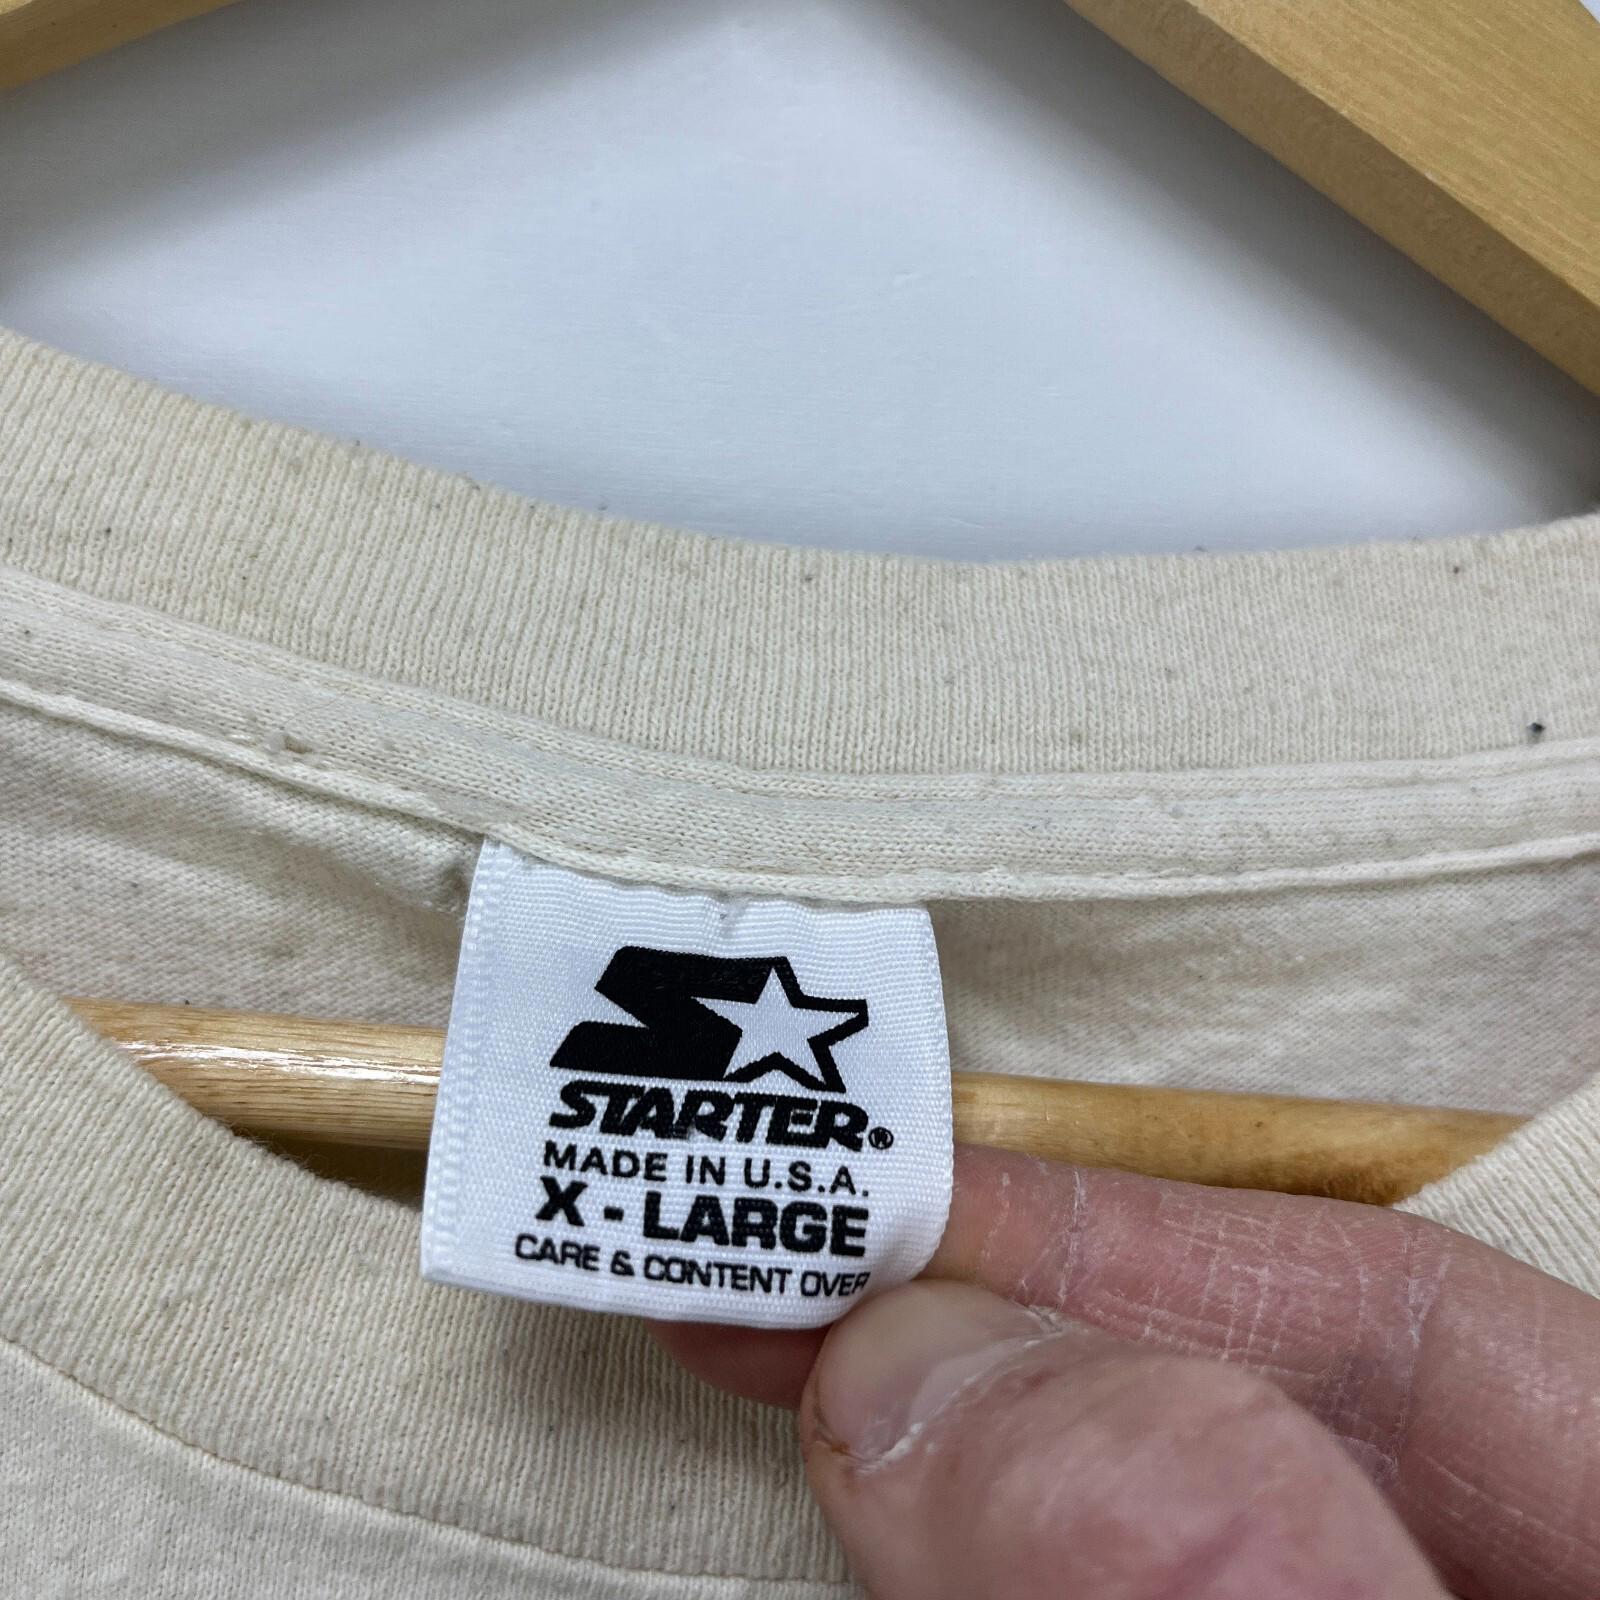 STARTER®
MADE IN U.S.A.
X-LARGE
CARE & CONTENT OVER